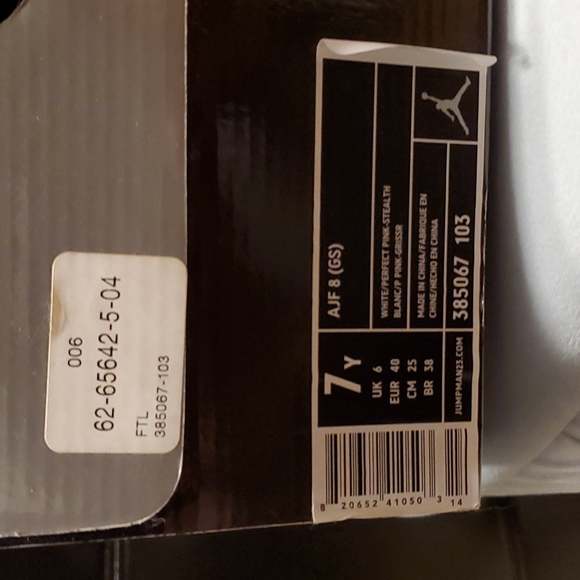 006
62-65642-5-04
FTL
385067-103
AJF 8 (GS)
WHITE/PERFECT PINK-STEALTH
BLANC/P PINK-GRISSR
MADE IN CHINA/FABRIQUE EN
CHINE/HECHO EN CHINA
385067 103
7 Y
UK 6
EUR 40
CM 25
BR 38
JUMPMAN23.COM
8 20652 41050 3 14